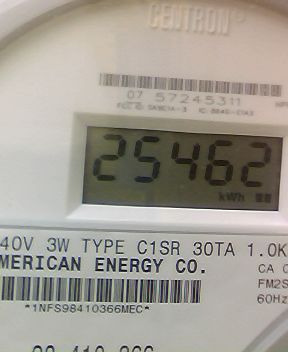 CENTRON®
07 57245311
25462
kWh
40V 3W TYPE C1SR 30TA 1.0K
MERICAN ENERGY CO.
CA
FM2S
60Hz
*1NFS98410366MEC*